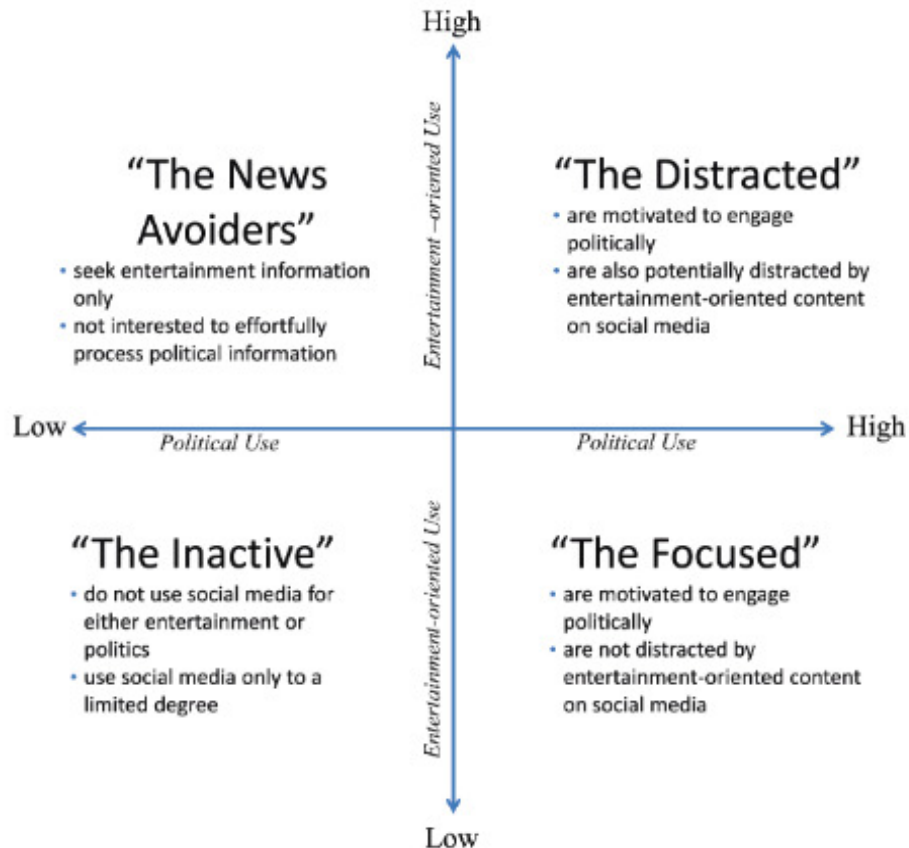 High
Entertainment –oriented Use
“The News
Avoiders”
• seek entertainment information
only
• not interested to effortfully
process political information
“The Distracted”
• are motivated to engage
politically
• are also potentially distracted by
entertainment-oriented content
on social media
Low
Political Use
Political Use
High
“The Inactive”
• do not use social media for
either entertainment or
politics
• use social media only to a
limited degree
Entertainment-oriented Use
“The Focused”
• are motivated to engage
politically
• are not distracted by
entertainment-oriented content
on social media
Low